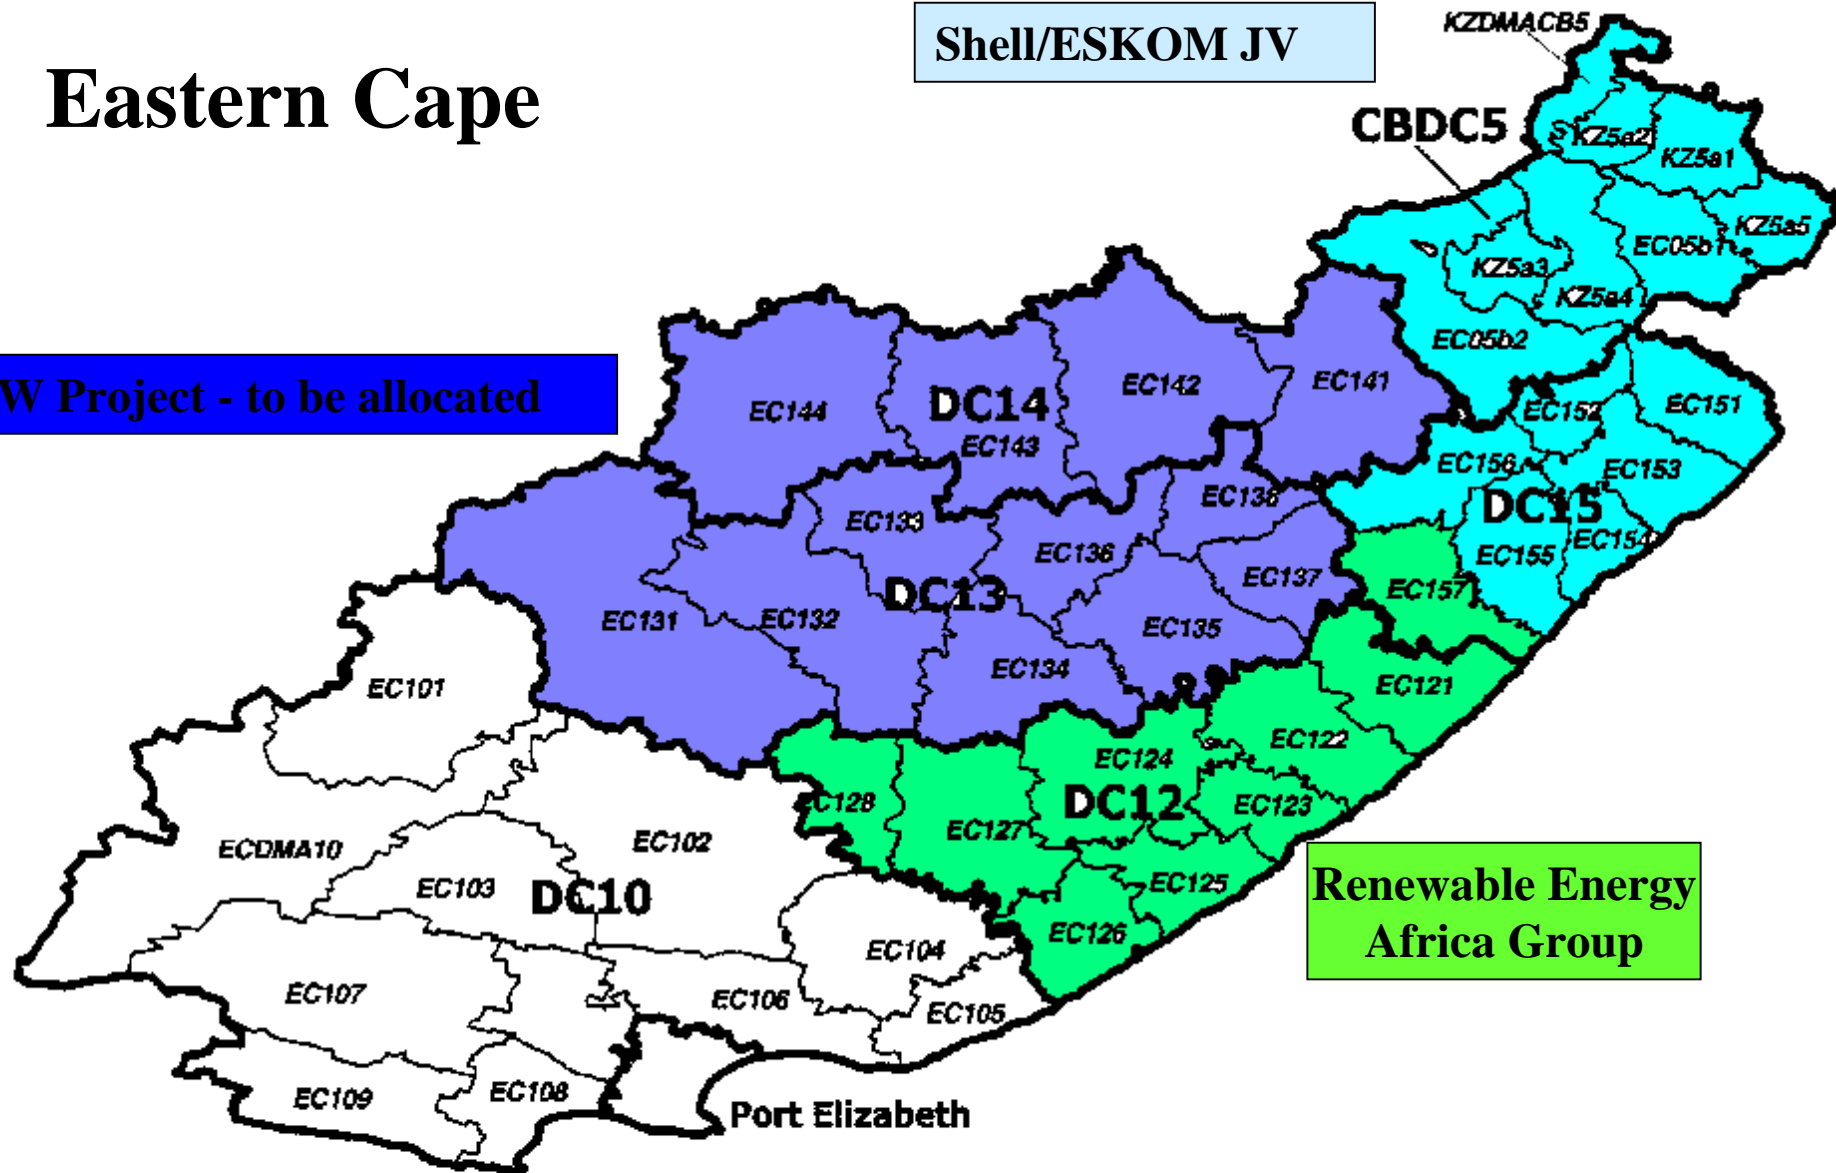 Shell/ESKOM JV
KZDMACB5
Eastern Cape
CBDC5
KZ5a2
KZ5a1
KZ5a5
EC05b1
KZ5a3
KZ5a4
EC05b2
W Project - to be allocated
EC144
DC14
EC143
EC142
EC141
EC152
EC151
EC156
EC153
DC15
EC155
EC154
EC157
EC133
EC138
EC136
EC137
DC13
EC131
EC132
EC135
EC134
EC101
EC121
EC122
EC124
DC12
EC123
EC128
EC127
EC125
EC126
Renewable Energy
Africa Group
ECDMA10
EC102
EC103
DC10
EC104
EC107
EC106
EC105
EC109
EC108
Port Elizabeth